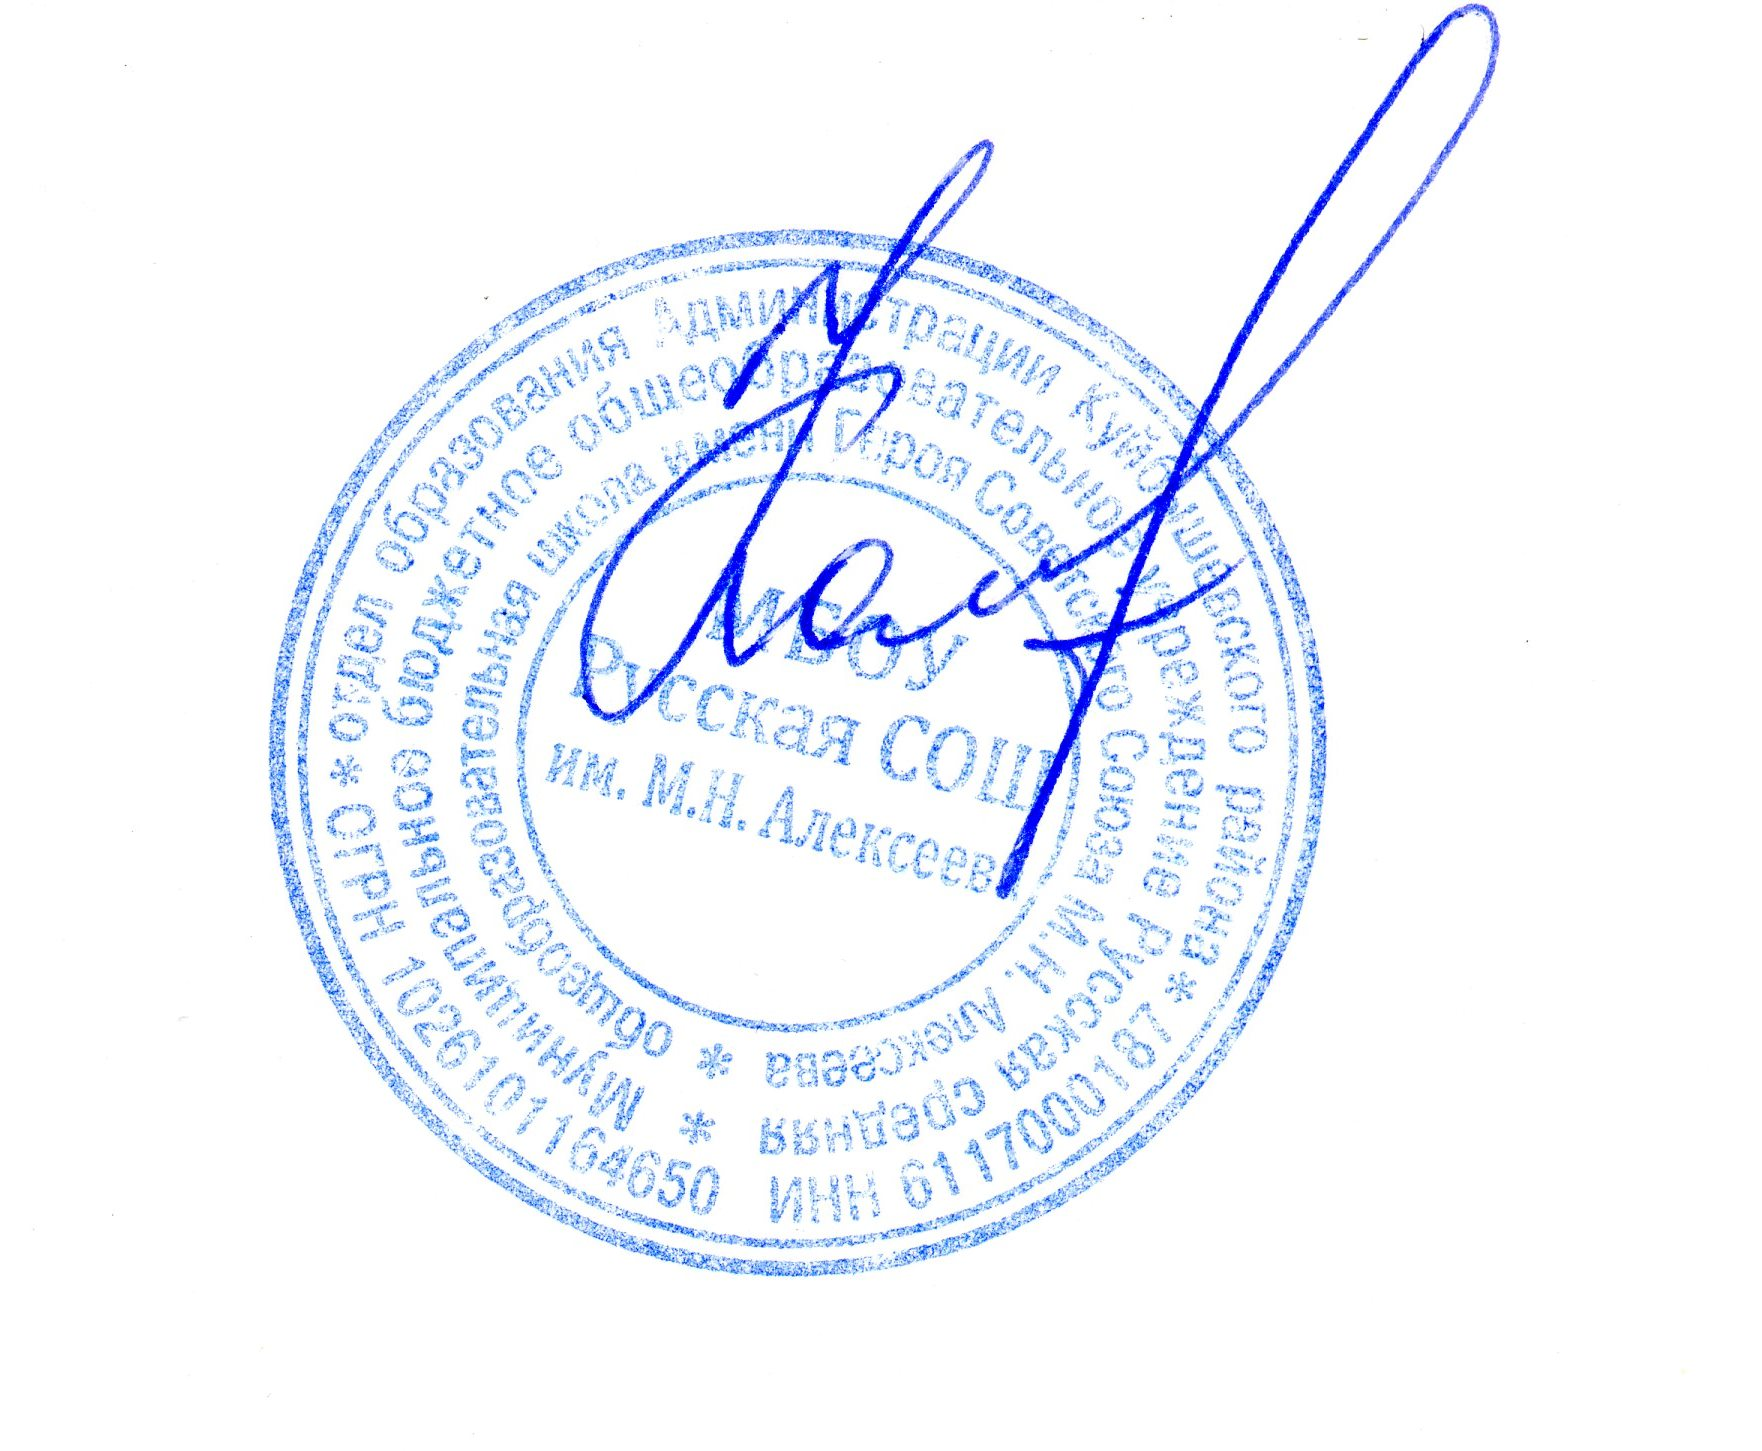 отдел образования Администрации Куйбышевского района * ИНН 6117000187 ОГРН 1026101164650 *
Муниципальное бюджетное общеобразовательное учреждение Русская средняя *
общеобразовательная школа имени Героя Советского Союза М.Н. Алексеева *
МБОУ
Русская СОШ
им. М.Н. Алексеева